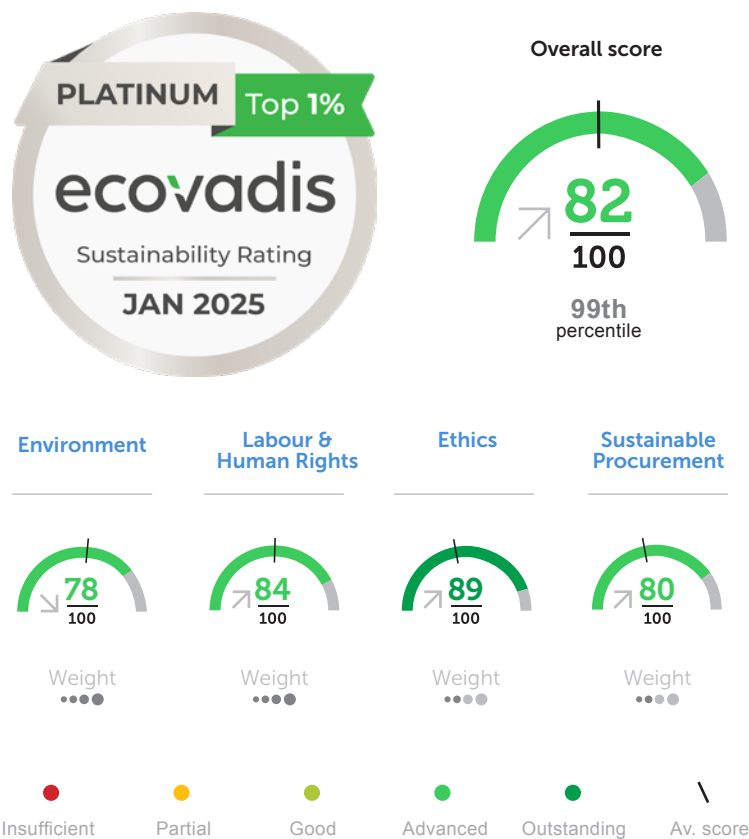 PLATINUM
Top 1%
ecovadis
Sustainability Rating
JAN 2025
Overall score
82
100
99th
percentile
Environment
Labour &
Human Rights
Ethics
Sustainable
Procurement
78
100
84
100
89
100
80
100
Weight
Weight
Weight
Weight
Insufficient
Partial
Good
Advanced
Outstanding
Av. score